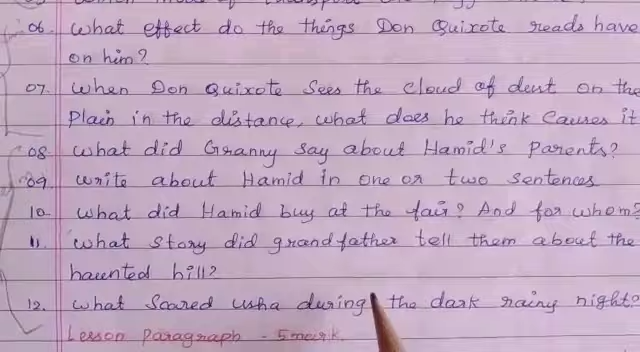 06. What effect do the things Don Quixote reads have
on him?
07. When Don Quixote Sees the Cloud of dust on the
Plain in the distance, what does he think Causes it
08. What did Granny say about Hamid's Parents?
09. write about Hamid in one or two sentences
10. What did Hamid buy at the fair? And for whom?
11. What story did grandfather tell them about the
haunted hill?
12. What Scared Usha during the dark rainy night?
Lesson Paragraph - 5 mark.